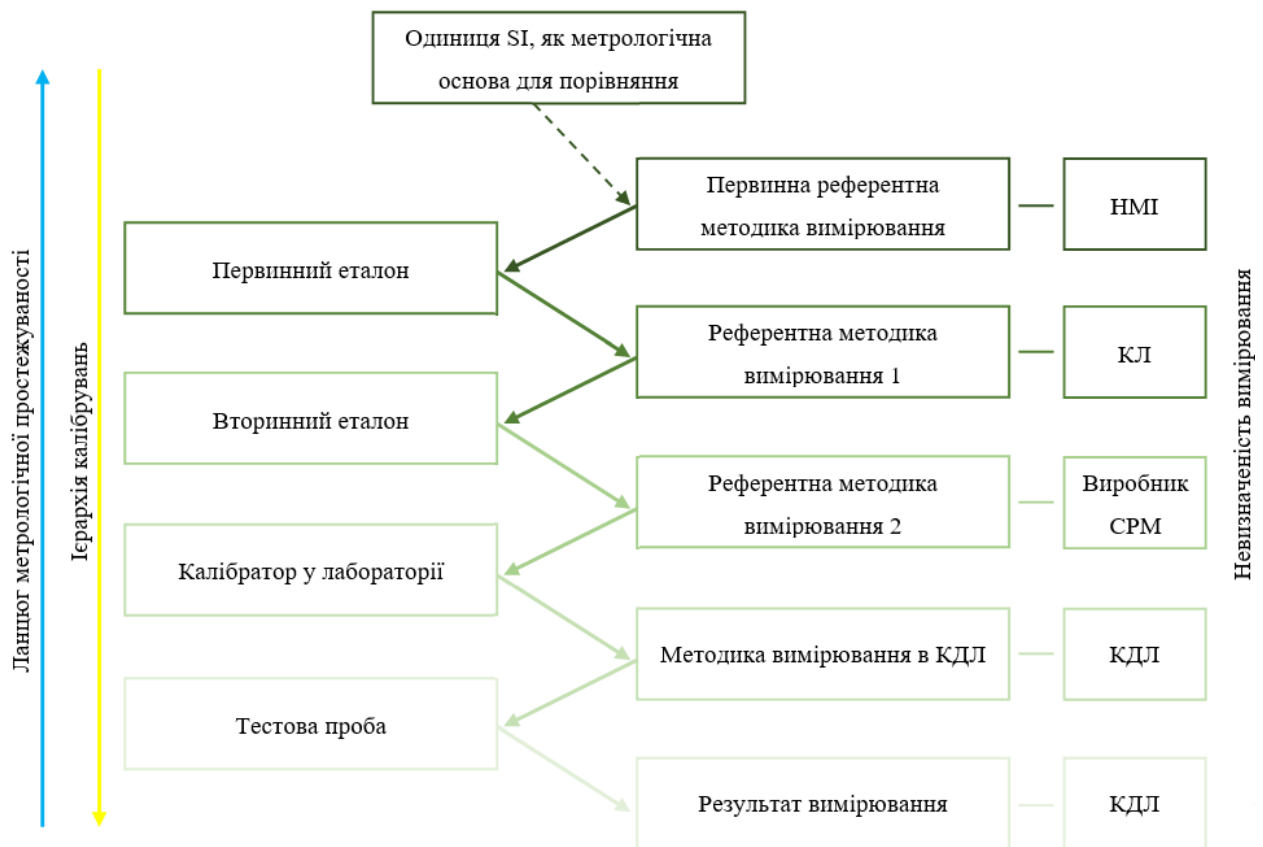 Одиниця SI, як метрологічна
основа для порівняння
Первинна референтна
методика вимірювання
НМІ
Первинний еталон
Референтна методика
вимірювання 1
КЛ
Вторинний еталон
Референтна методика
вимірювання 2
Виробник
СРМ
Калібратор у лабораторії
Методика вимірювання в КДЛ
КДЛ
Тестова проба
Результат вимірювання
КДЛ
Ланцюг метрологічної простежуваності
Ієрархія калібрувань
Невизначеність вимірювання